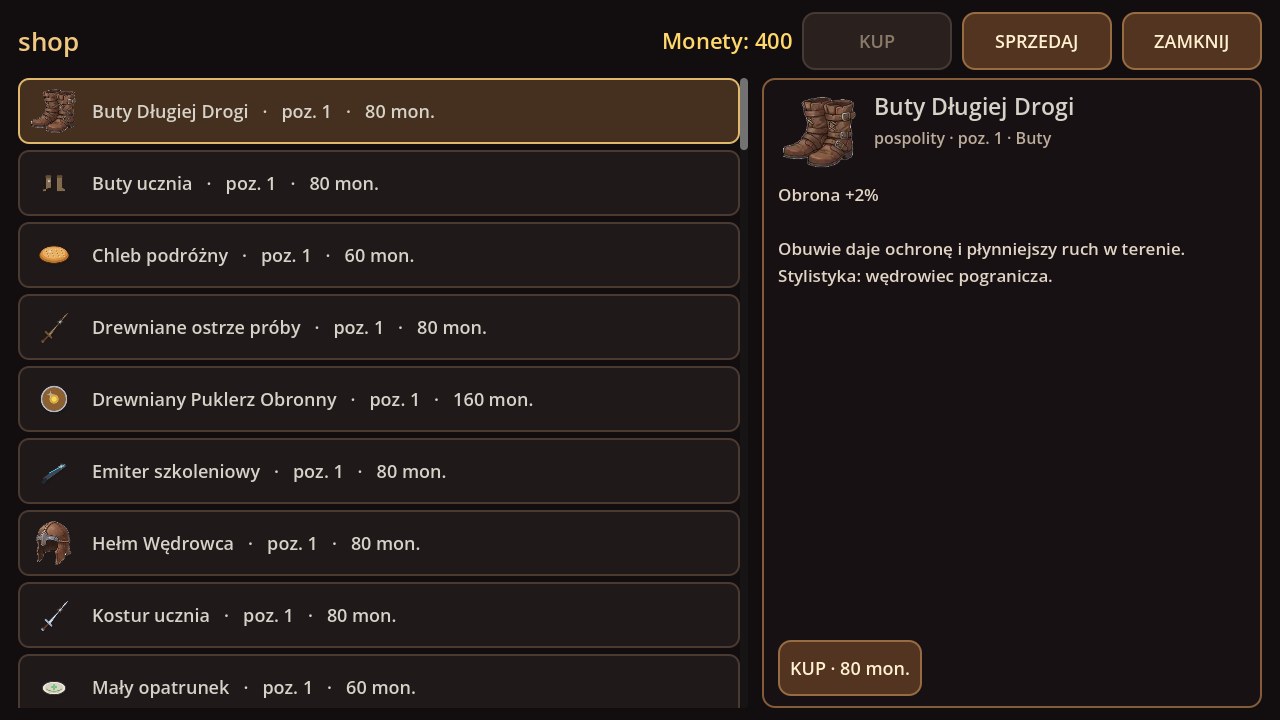 shop
Monety: 400
KUP
SPRZEDAJ
ZAMKNIJ
Buty Długiej Drogi · poz. 1 · 80 mon.
Buty ucznia · poz. 1 · 80 mon.
Chleb podróżny · poz. 1 · 60 mon.
Drewniane ostrze próby · poz. 1 · 80 mon.
Drewniany Puklerz Obronny · poz. 1 · 160 mon.
Emiter szkoleniowy · poz. 1 · 80 mon.
Hełm Wędrowca · poz. 1 · 80 mon.
Kostur ucznia · poz. 1 · 80 mon.
Mały opatrunek · poz. 1 · 60 mon.
Buty Długiej Drogi
pospolity · poz. 1 · Buty
Obrona +2%
Obuwie daje ochronę i płynniejszy ruch w terenie.
Stylistyka: wędrowiec pogranicza.
KUP · 80 mon.